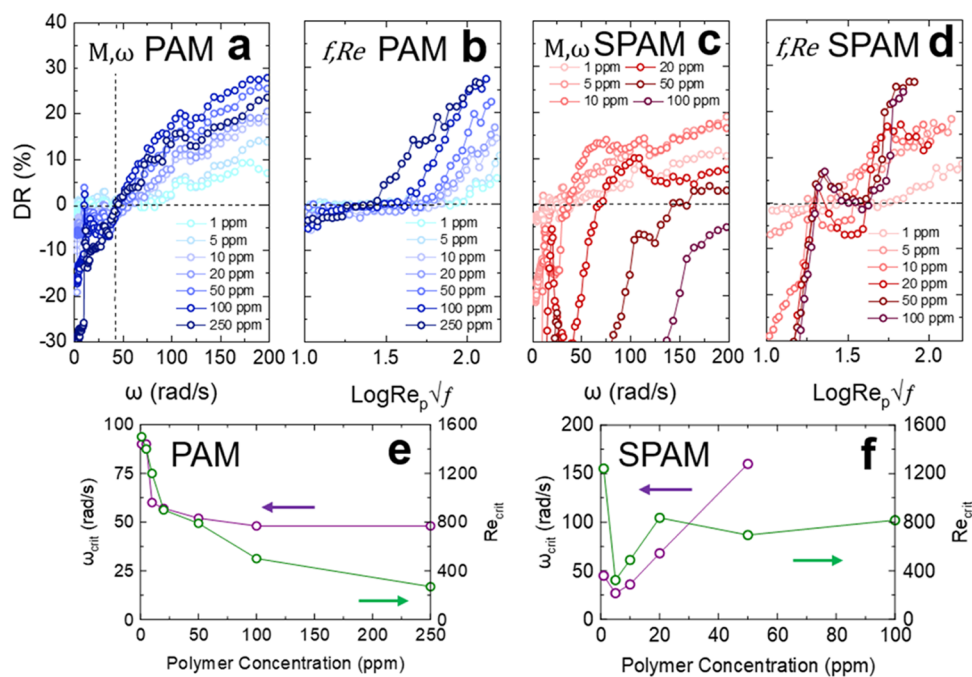 M,ω PAM a
f,Re PAM b
M,ω SPAM c
f,Re SPAM d
DR (%)
40
30
20
10
0
-10
-20
-30
1 ppm
5 ppm
10 ppm
20 ppm
50 ppm
100 ppm
250 ppm
1 ppm
5 ppm
10 ppm
20 ppm
50 ppm
100 ppm
250 ppm
1 ppm 20 ppm
5 ppm 50 ppm
10 ppm 100 ppm
1 ppm
5 ppm
10 ppm
20 ppm
50 ppm
100 ppm
0 50 100 150 200
1.0 1.5 2.0
0 50 100 150 200
1.0 1.5 2.0
ω (rad/s)
LogRep√f
ω (rad/s)
LogRep√f
PAM e
ωcrit (rad/s)
100
75
50
25
0
1600
1200
800
400
0
Recrit
0 50 100 150 200 250
Polymer Concentration (ppm)
SPAM f
ωcrit (rad/s)
200
150
100
50
0
1600
1200
800
400
0
Recrit
0 20 40 60 80 100
Polymer Concentration (ppm)